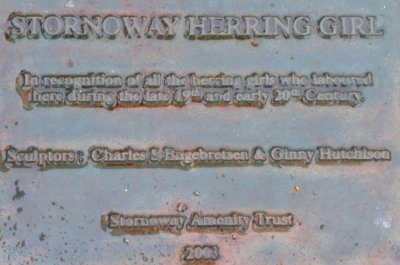 STORNOWAY HERRING GIRL
In recognition of all the herring girls who laboured
here during the late 19th and early 20th Century.
Sculptors : Charles S Engebretsen & Ginny Hutchison
Stornoway Amenity Trust
2003